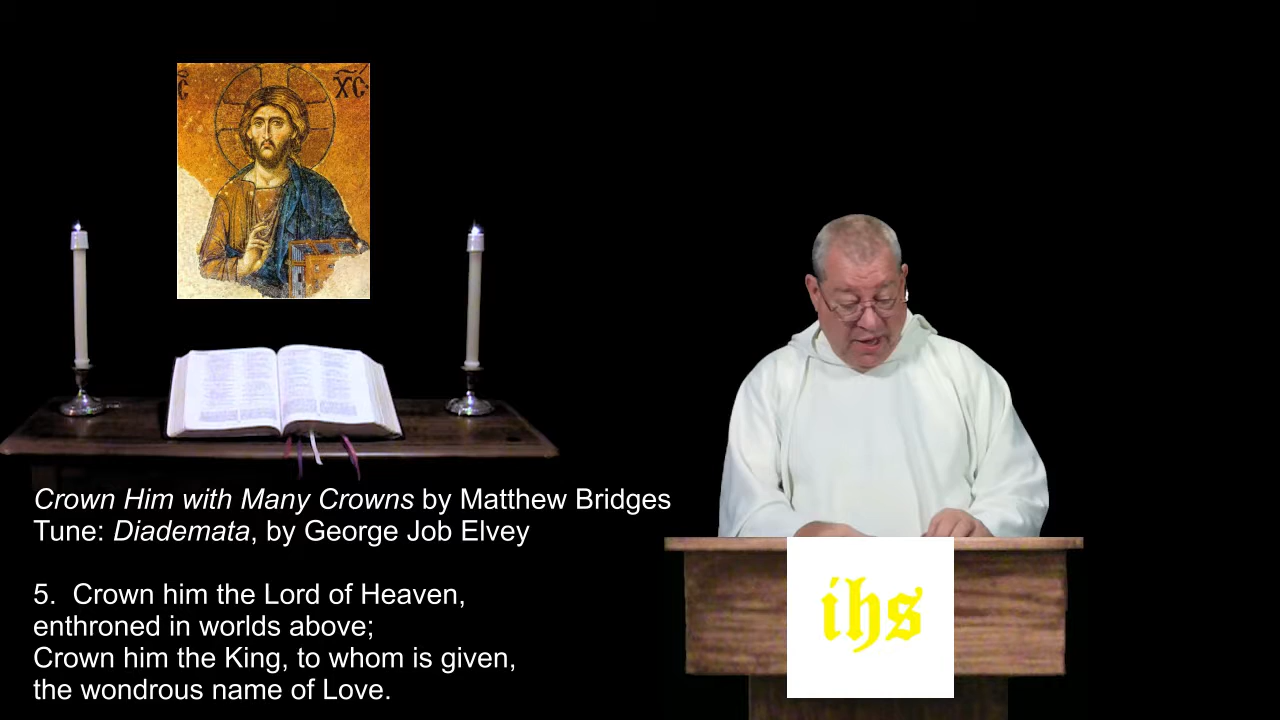 C XC
Crown Him with Many Crowns by Matthew Bridges
Tune: Diademata, by George Job Elvey
5. Crown him the Lord of Heaven,
enthroned in worlds above;
Crown him the King, to whom is given,
the wondrous name of Love.
ihs